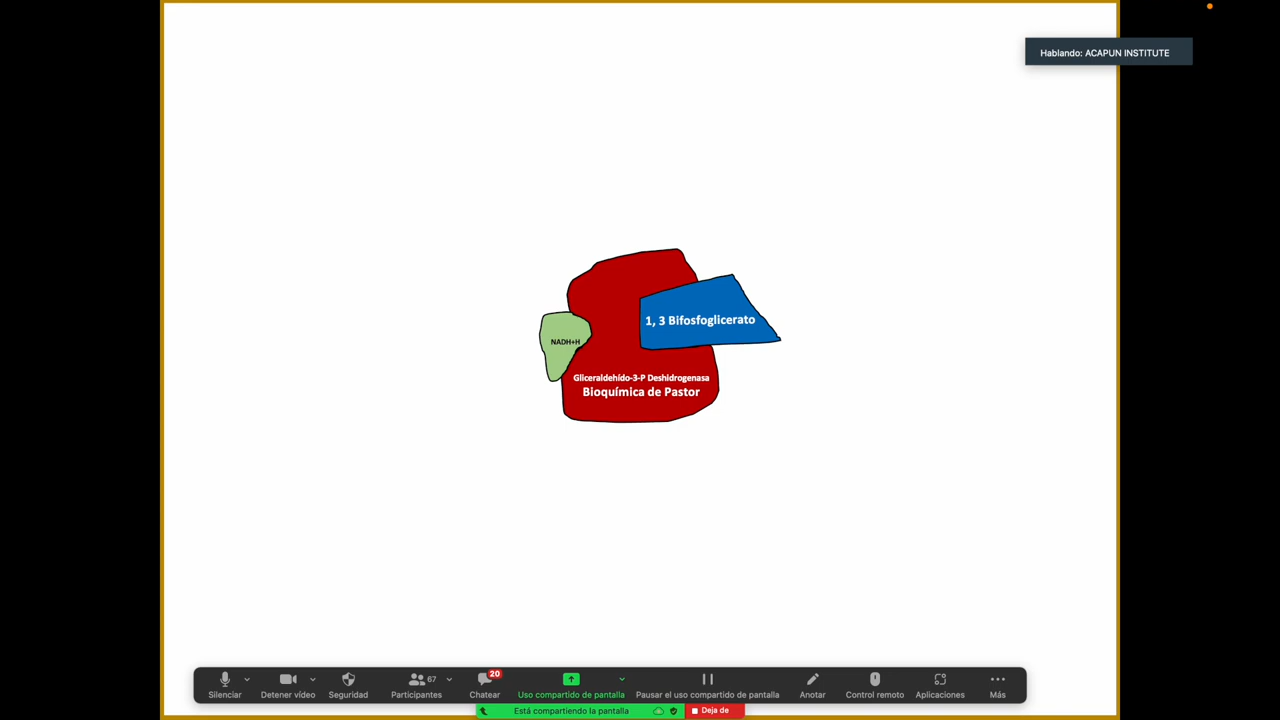 Hablando: ACAPUN INSTITUTE
1, 3 Bifosfoglicerato
NADH+H
Gliceraldehído-3-P Deshidrogenasa
Bioquímica de Pastor
20
67
Silenciar
Detener vídeo
Seguridad
Participantes
Chatear
Uso compartido de pantalla
Pausar el uso compartido de pantalla
Anotar
Control remoto
Aplicaciones
Más
Está compartiendo la pantalla
Deja de